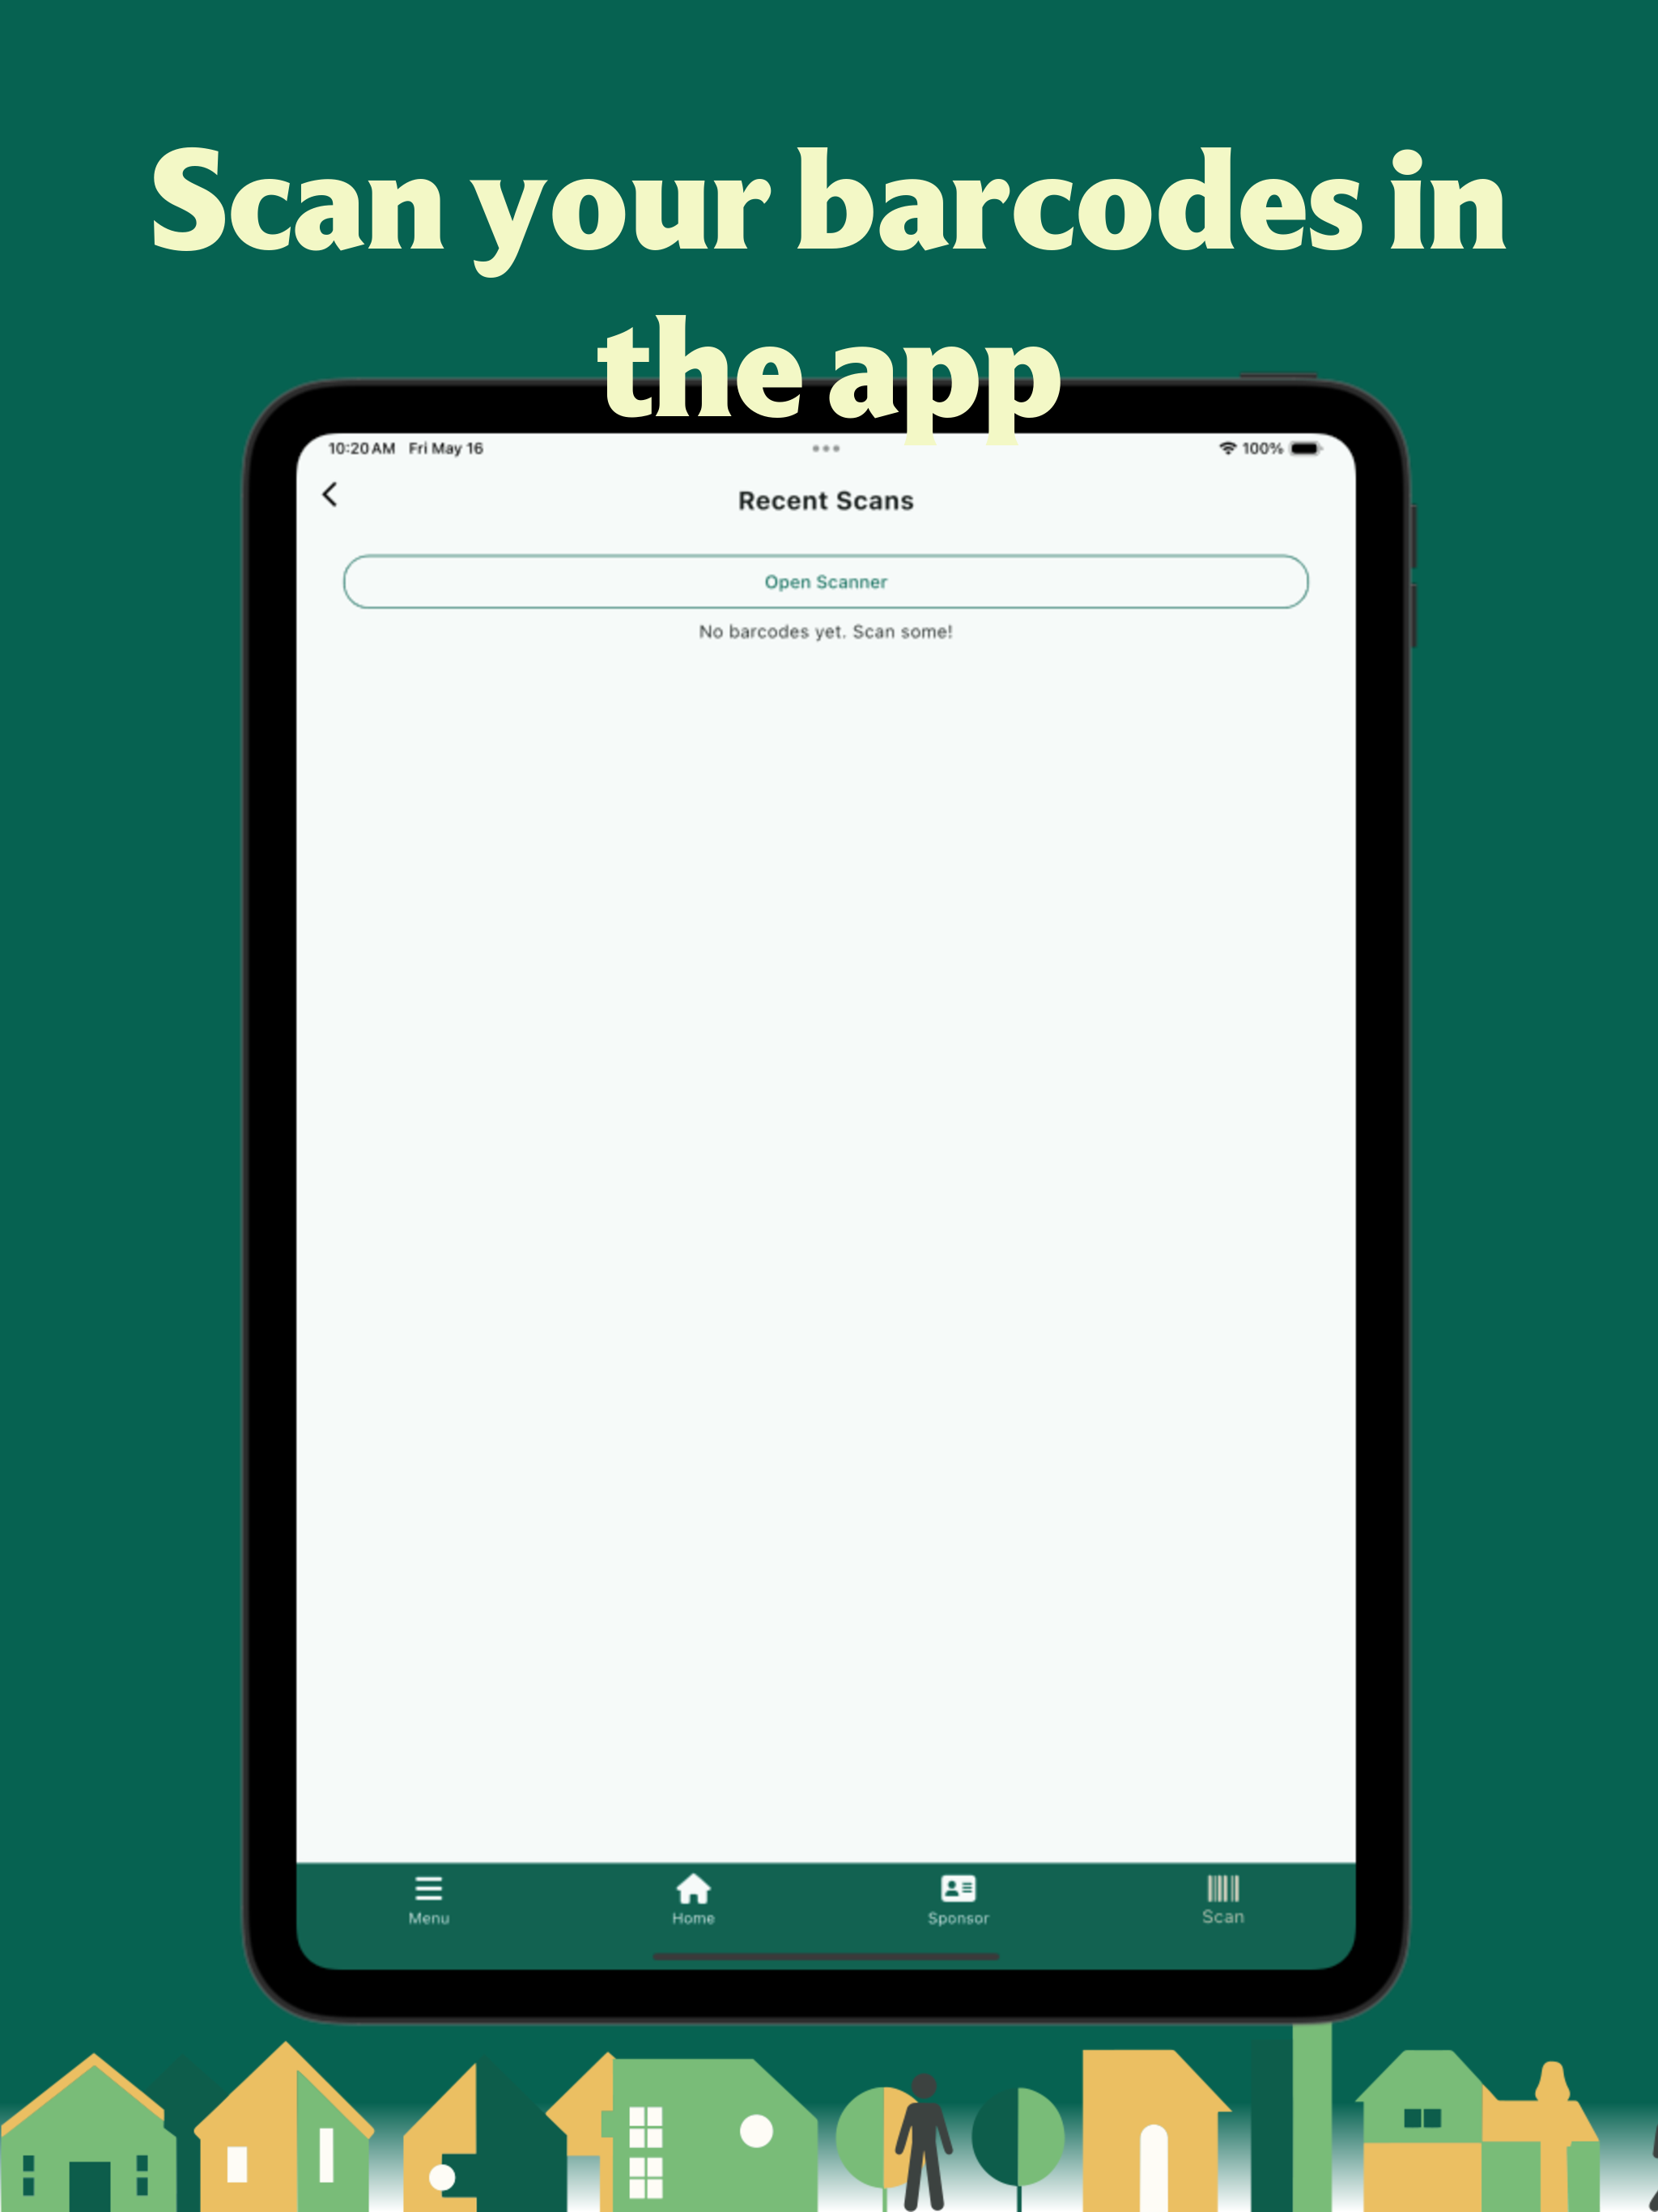 Scan your barcodes in
the app
10:20 AM Fri May 16
100%
Recent Scans
Open Scanner
No barcodes yet. Scan some!
Menu Home Sponsor Scan